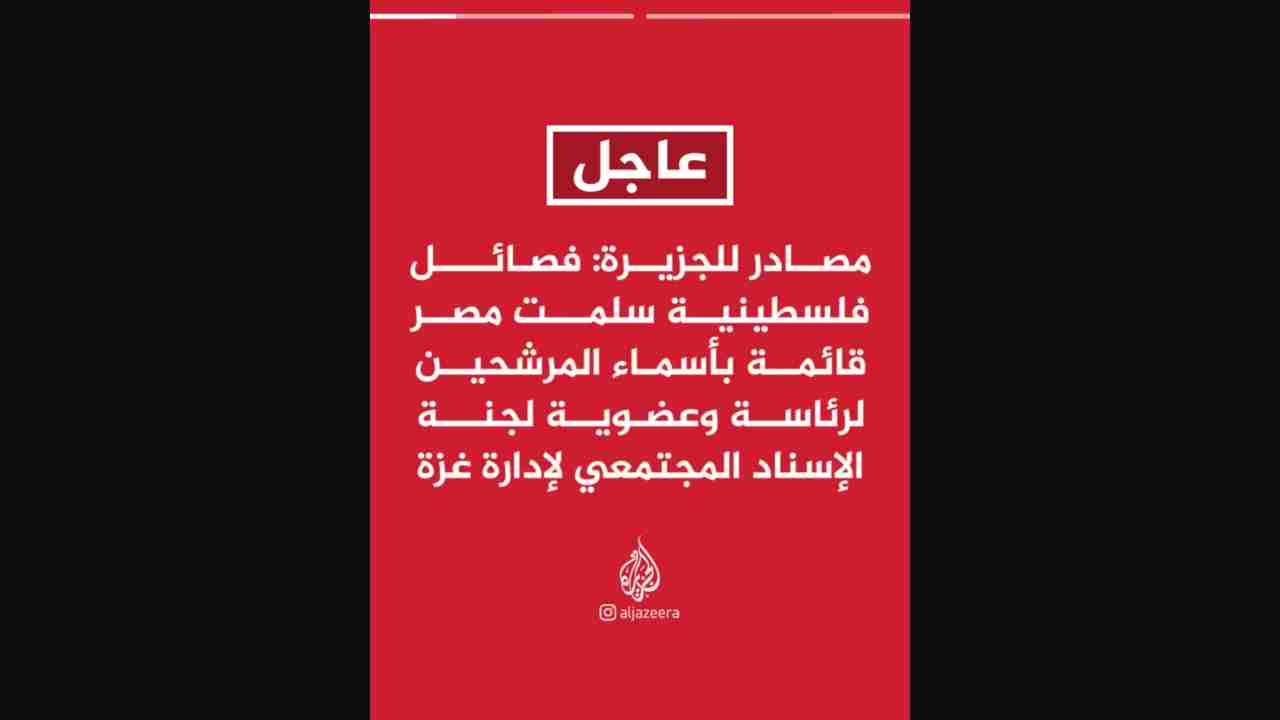 عاجل
مصادر للجزيرة: فصائل
فلسطينية سلمت مصر
قائمة بأسماء المرشحين
لرئاسة وعضوية لجنة
الإسناد المجتمعي لإدارة غزة
الجزيرة
aljazeera